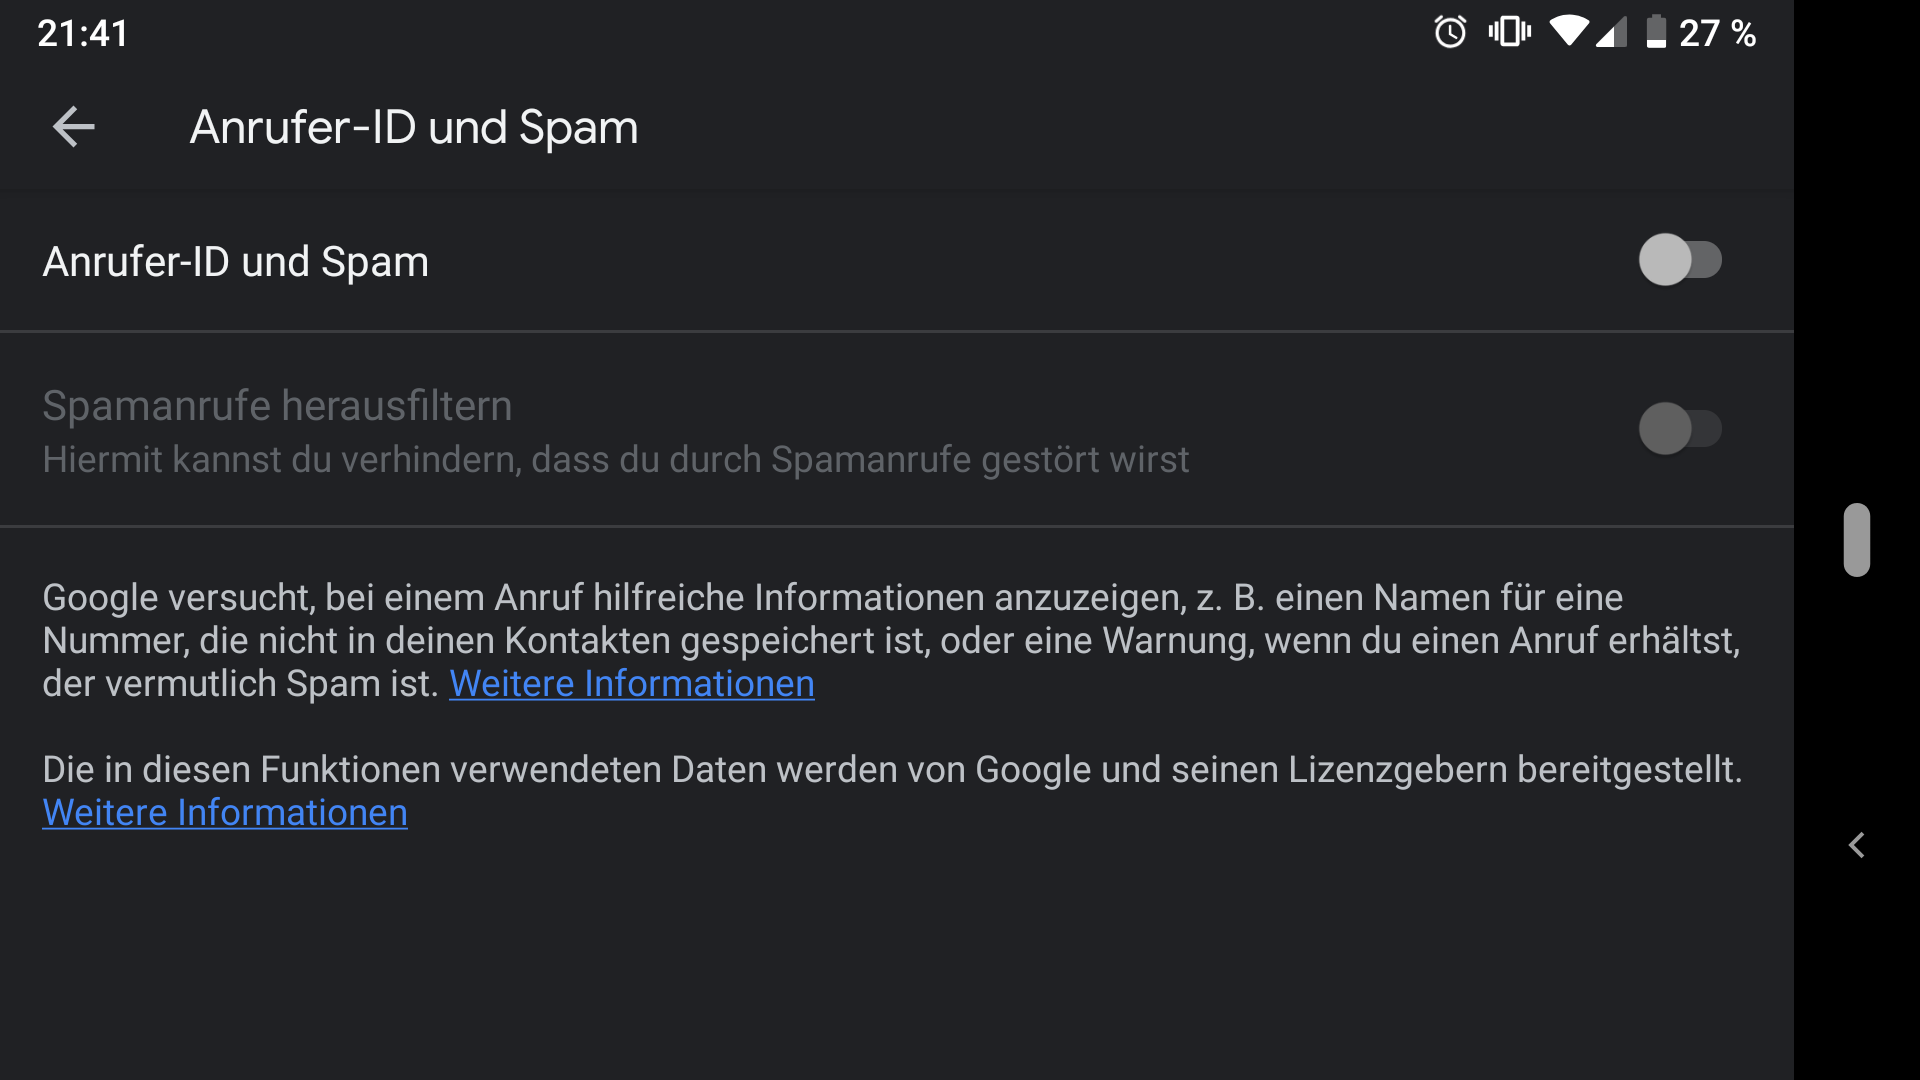 21:41
27 %
Anrufer-ID und Spam
Anrufer-ID und Spam
Spamanrufe herausfiltern
Hiermit kannst du verhindern, dass du durch Spamanrufe gestört wirst
Google versucht, bei einem Anruf hilfreiche Informationen anzuzeigen, z. B. einen Namen für eine
Nummer, die nicht in deinen Kontakten gespeichert ist, oder eine Warnung, wenn du einen Anruf erhältst,
der vermutlich Spam ist. Weitere Informationen
Die in diesen Funktionen verwendeten Daten werden von Google und seinen Lizenzgebern bereitgestellt.
Weitere Informationen